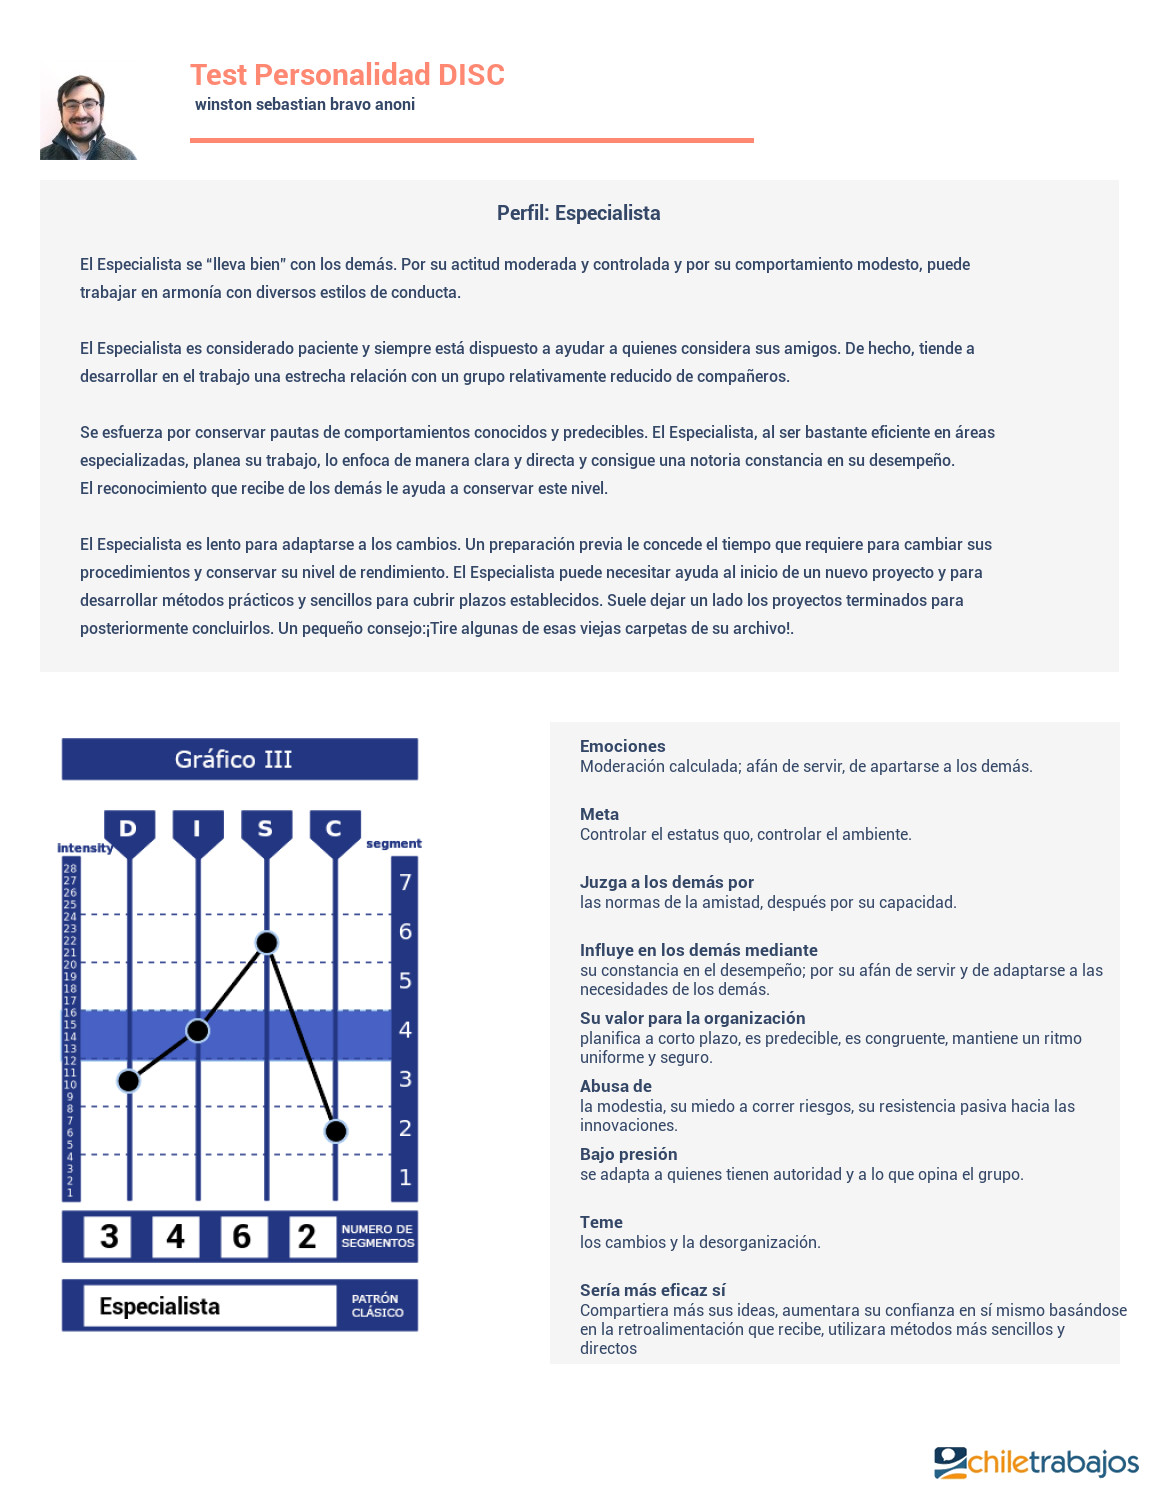 Test Personalidad DISC
winston sebastian bravo anoni
Perfil: Especialista
El Especialista se “lleva bien” con los demás. Por su actitud moderada y controlada y por su comportamiento modesto, puede
trabajar en armonía con diversos estilos de conducta.
El Especialista es considerado paciente y siempre está dispuesto a ayudar a quienes considera sus amigos. De hecho, tiende a
desarrollar en el trabajo una estrecha relación con un grupo relativamente reducido de compañeros.
Se esfuerza por conservar pautas de comportamientos conocidos y predecibles. El Especialista, al ser bastante eficiente en áreas
especializadas, planea su trabajo, lo enfoca de manera clara y directa y consigue una notoria constancia en su desempeño.
El reconocimiento que recibe de los demás le ayuda a conservar este nivel.
El Especialista es lento para adaptarse a los cambios. Un preparación previa le concede el tiempo que requiere para cambiar sus
procedimientos y conservar su nivel de rendimiento. El Especialista puede necesitar ayuda al inicio de un nuevo proyecto y para
desarrollar métodos prácticos y sencillos para cubrir plazos establecidos. Suele dejar un lado los proyectos terminados para
posteriormente concluirlos. Un pequeño consejo:¡Tire algunas de esas viejas carpetas de su archivo!.
Gráfico III
D I S C
intensity
segment
28
27
26
25
24
23
22
21
20
19
18
17
16
15
14
13
12
11
10
9
8
7
6
5
4
3
2
1
7
6
5
4
3
2
1
3 4 6 2
NUMERO DE
SEGMENTOS
Especialista
PATRÓN
CLÁSICO
Emociones
Moderación calculada; afán de servir, de apartarse a los demás.
Meta
Controlar el estatus quo, controlar el ambiente.
Juzga a los demás por
las normas de la amistad, después por su capacidad.
Influye en los demás mediante
su constancia en el desempeño; por su afán de servir y de adaptarse a las
necesidades de los demás.
Su valor para la organización
planifica a corto plazo, es predecible, es congruente, mantiene un ritmo
uniforme y seguro.
Abusa de
la modestia, su miedo a correr riesgos, su resistencia pasiva hacia las
innovaciones.
Bajo presión
se adapta a quienes tienen autoridad y a lo que opina el grupo.
Teme
los cambios y la desorganización.
Sería más eficaz sí
Compartiera más sus ideas, aumentara su confianza en sí mismo basándose
en la retroalimentación que recibe, utilizara métodos más sencillos y
directos
chiletrabajos